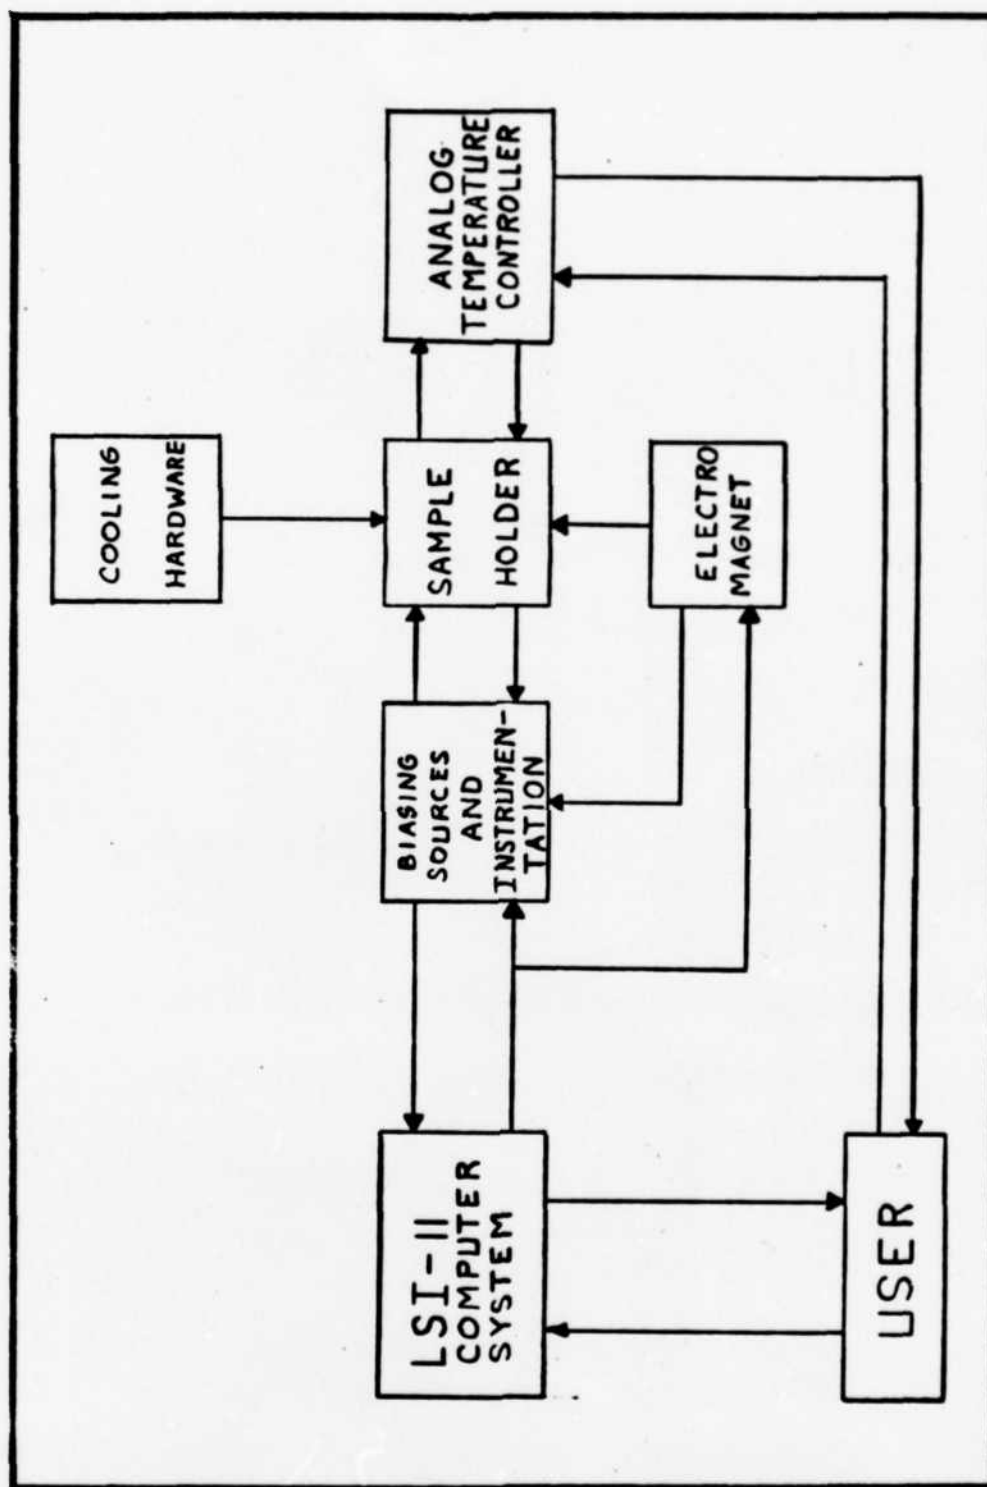 COOLING
HARDWARE
LSI-11
COMPUTER
SYSTEM
BIASING
SOURCES
AND
INSTRUMEN-
TATION
SAMPLE
HOLDER
ANALOG
TEMPERATURE
CONTROLLER
ELECTRO
MAGNET
USER